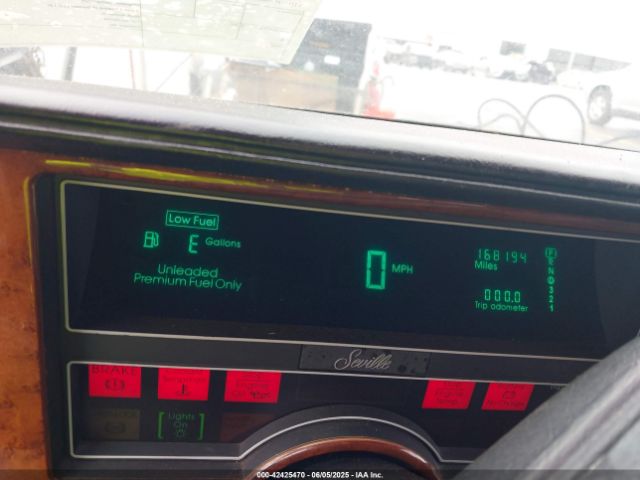 Low Fuel
E Gallons
Unleaded
Premium Fuel Only
0 MPH
168194
Miles
000.0
Trip odometer
P
R
N
D
3
2
1
Seville
BRAKE
Engine
Lights
On
000-42425470 - 06/05/2025 - IAA Inc.